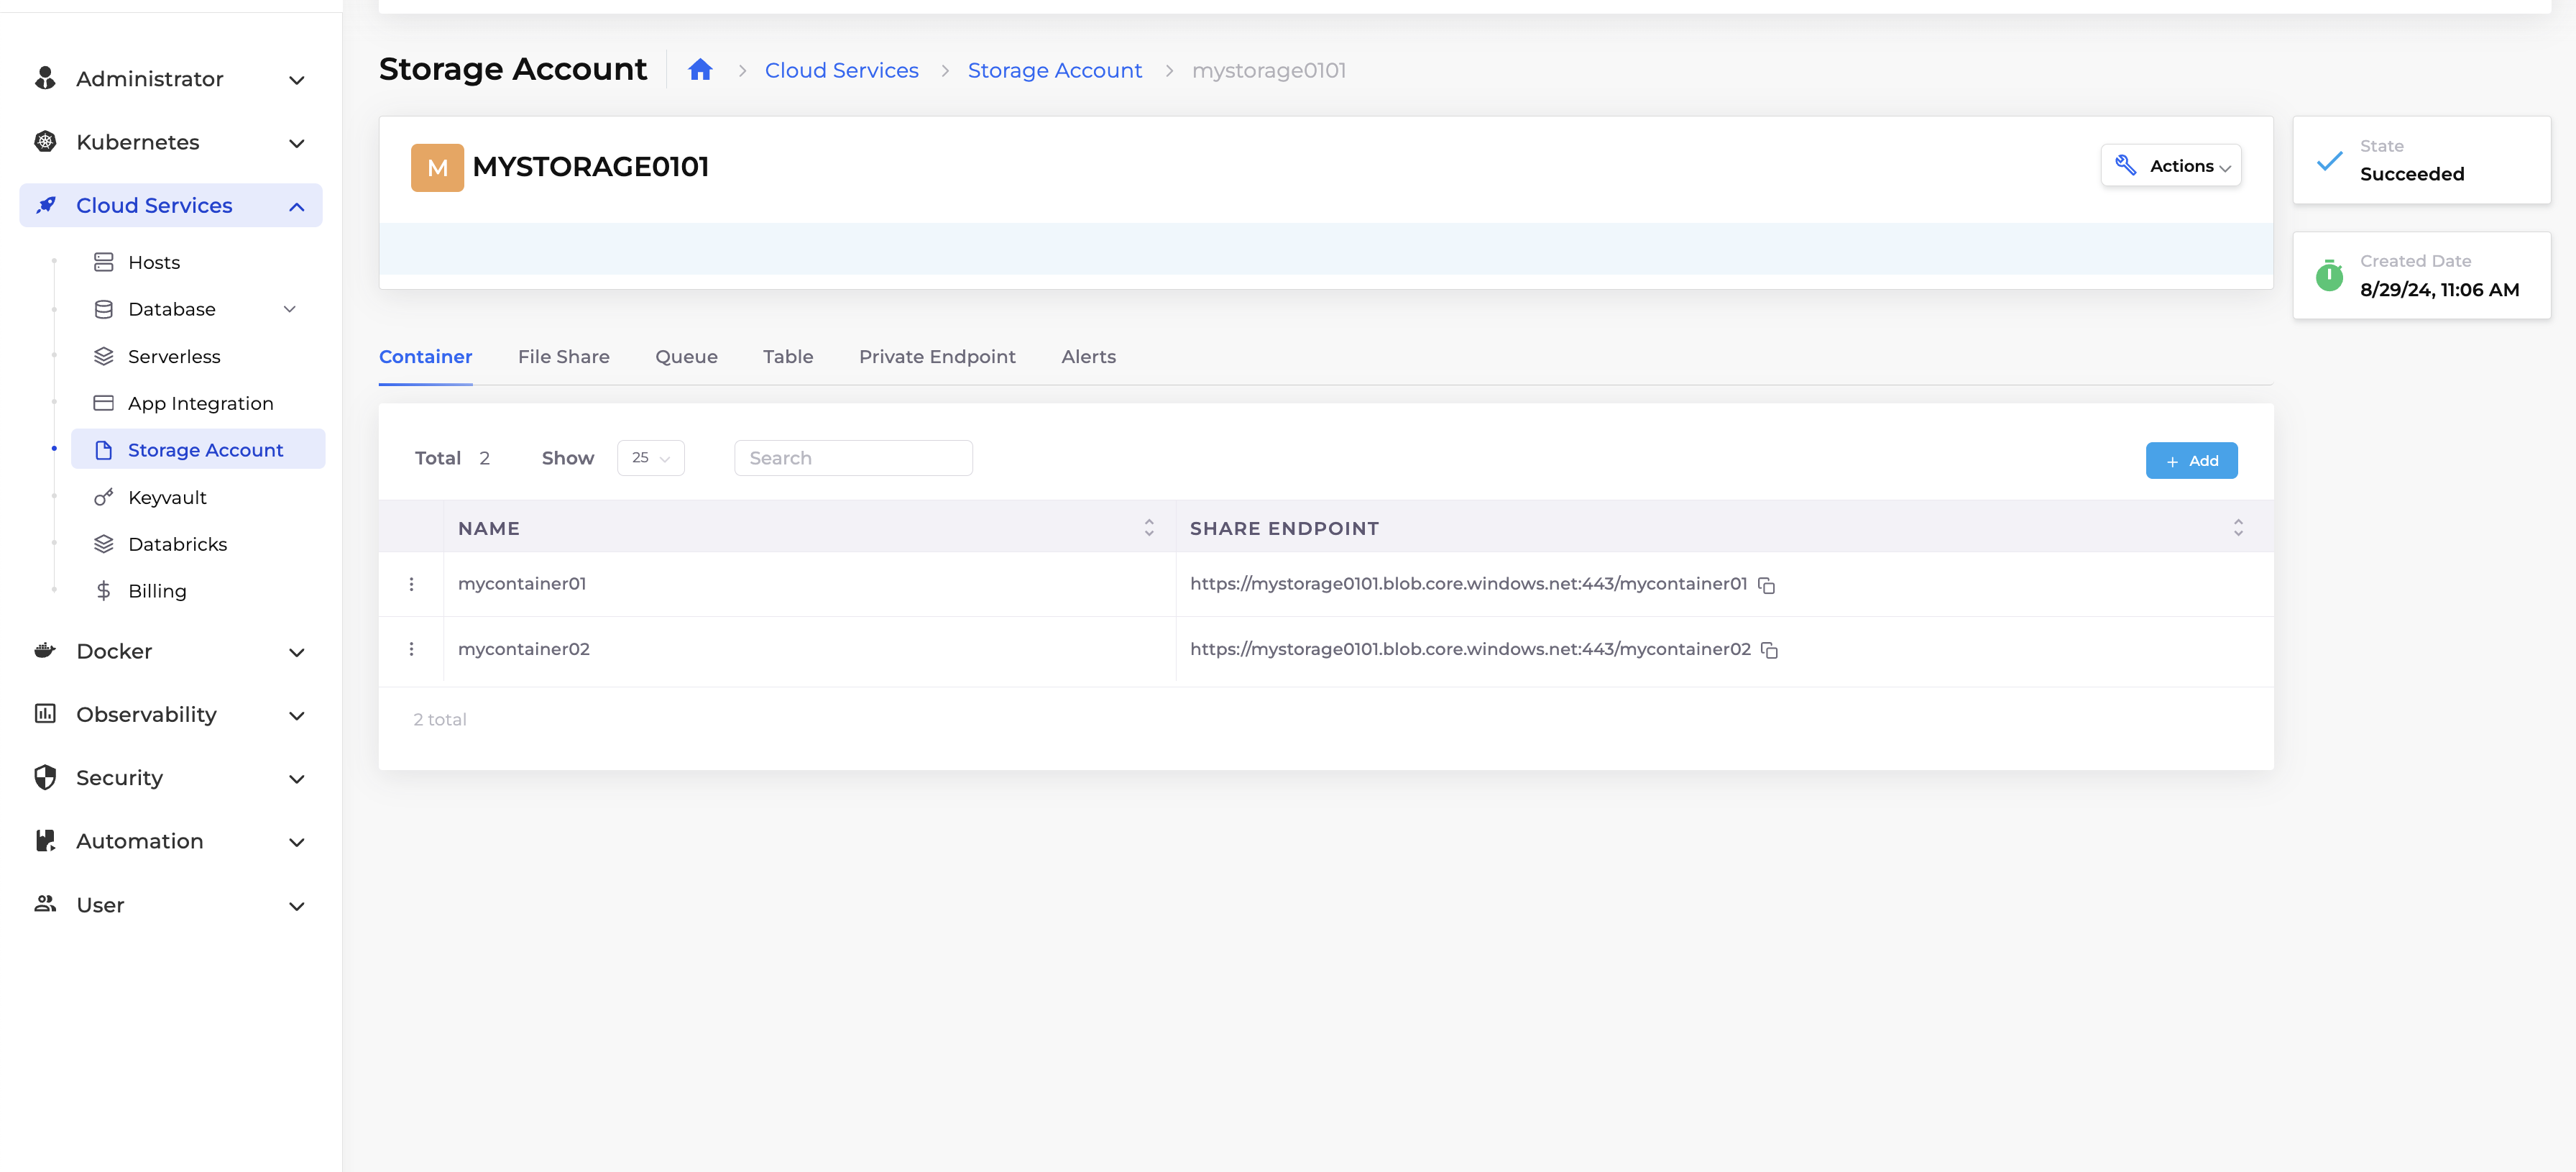 Administrator
Kubernetes
Cloud Services
Hosts
Database
Serverless
App Integration
Storage Account
Keyvault
Databricks
Billing
Docker
Observability
Security
Automation
User
Storage Account
Cloud Services
Storage Account
mystorage0101
M MYSTORAGE0101
Actions
State
Succeeded
Created Date
8/29/24, 11:06 AM
Container File Share Queue Table Private Endpoint Alerts
Total 2 Show 25 Search
+ Add
NAME SHARE ENDPOINT
mycontainer01 https://mystorage0101.blob.core.windows.net:443/mycontainer01
mycontainer02 https://mystorage0101.blob.core.windows.net:443/mycontainer02
2 total